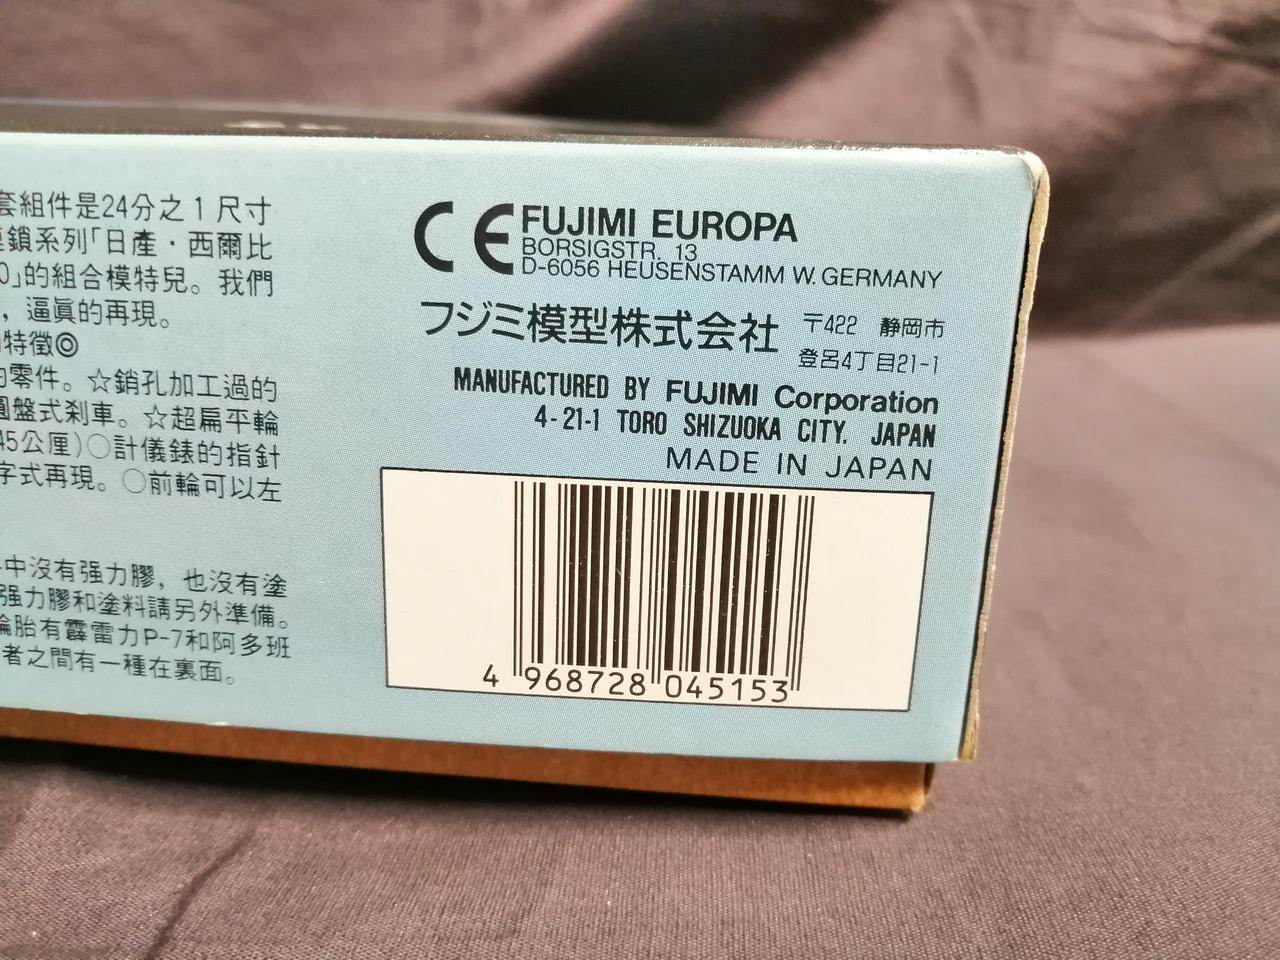 套組件是24分之1尺寸
鎖系列「日產・西爾比
0」的組合模特兒。我們
，逼眞的再現。
特徵◎
零件。☆銷孔加工過的
圓盤式刹車。☆超扁平輪
45公厘)○計儀錶的指針
字式再現。○前輪可以左
中沒有强力膠，也沒有塗
强力膠和塗料請另外準備。
胎有霹雷力P-7和阿多班
者之間有一種在裏面。
CE FUJIMI EUROPA
BORSIGSTR. 13
D-6056 HEUSENSTAMM W. GERMANY
フジミ模型株式会社 〒422 静岡市
登呂4丁目21-1
MANUFACTURED BY FUJIMI Corporation
4-21-1 TORO SHIZUOKA CITY. JAPAN
MADE IN JAPAN
4 968728 045153